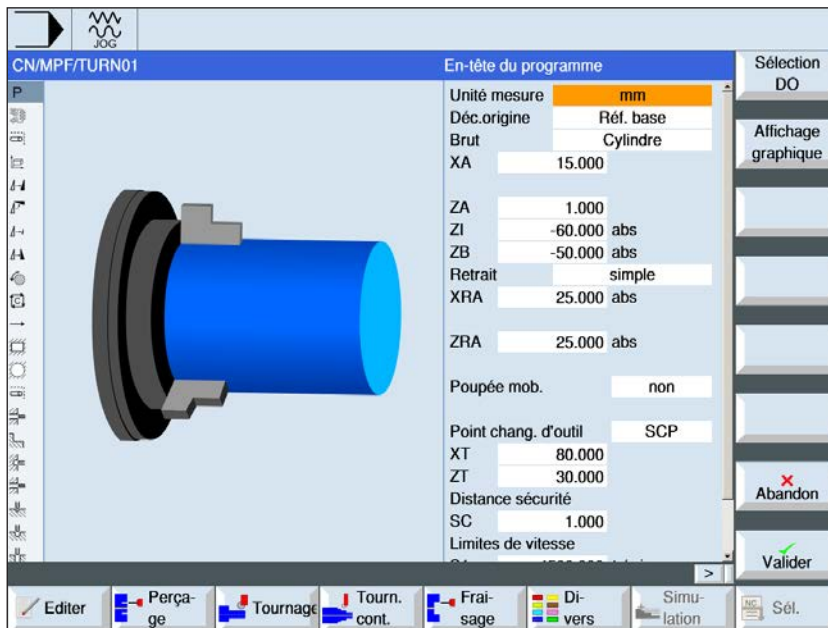 JOG
CN/MPF/TURN01
En-tête du programme
P
Unité mesure mm
Déc.origine Réf. base
Brut Cylindre
XA 15.000
ZA 1.000
ZI -60.000 abs
ZB -50.000 abs
Retrait simple
XRA 25.000 abs
ZRA 25.000 abs
Poupée mob. non
Point chang. d'outil SCP
XT 80.000
ZT 30.000
Distance sécurité
SC 1.000
Limites de vitesse
>
Sélection
DO
Affichage
graphique
Abandon
Valider
Editer
Perça-
ge
Tournage
Tourn.
cont.
Frai-
sage
Di-
vers
Simu-
lation
NC
Sél.